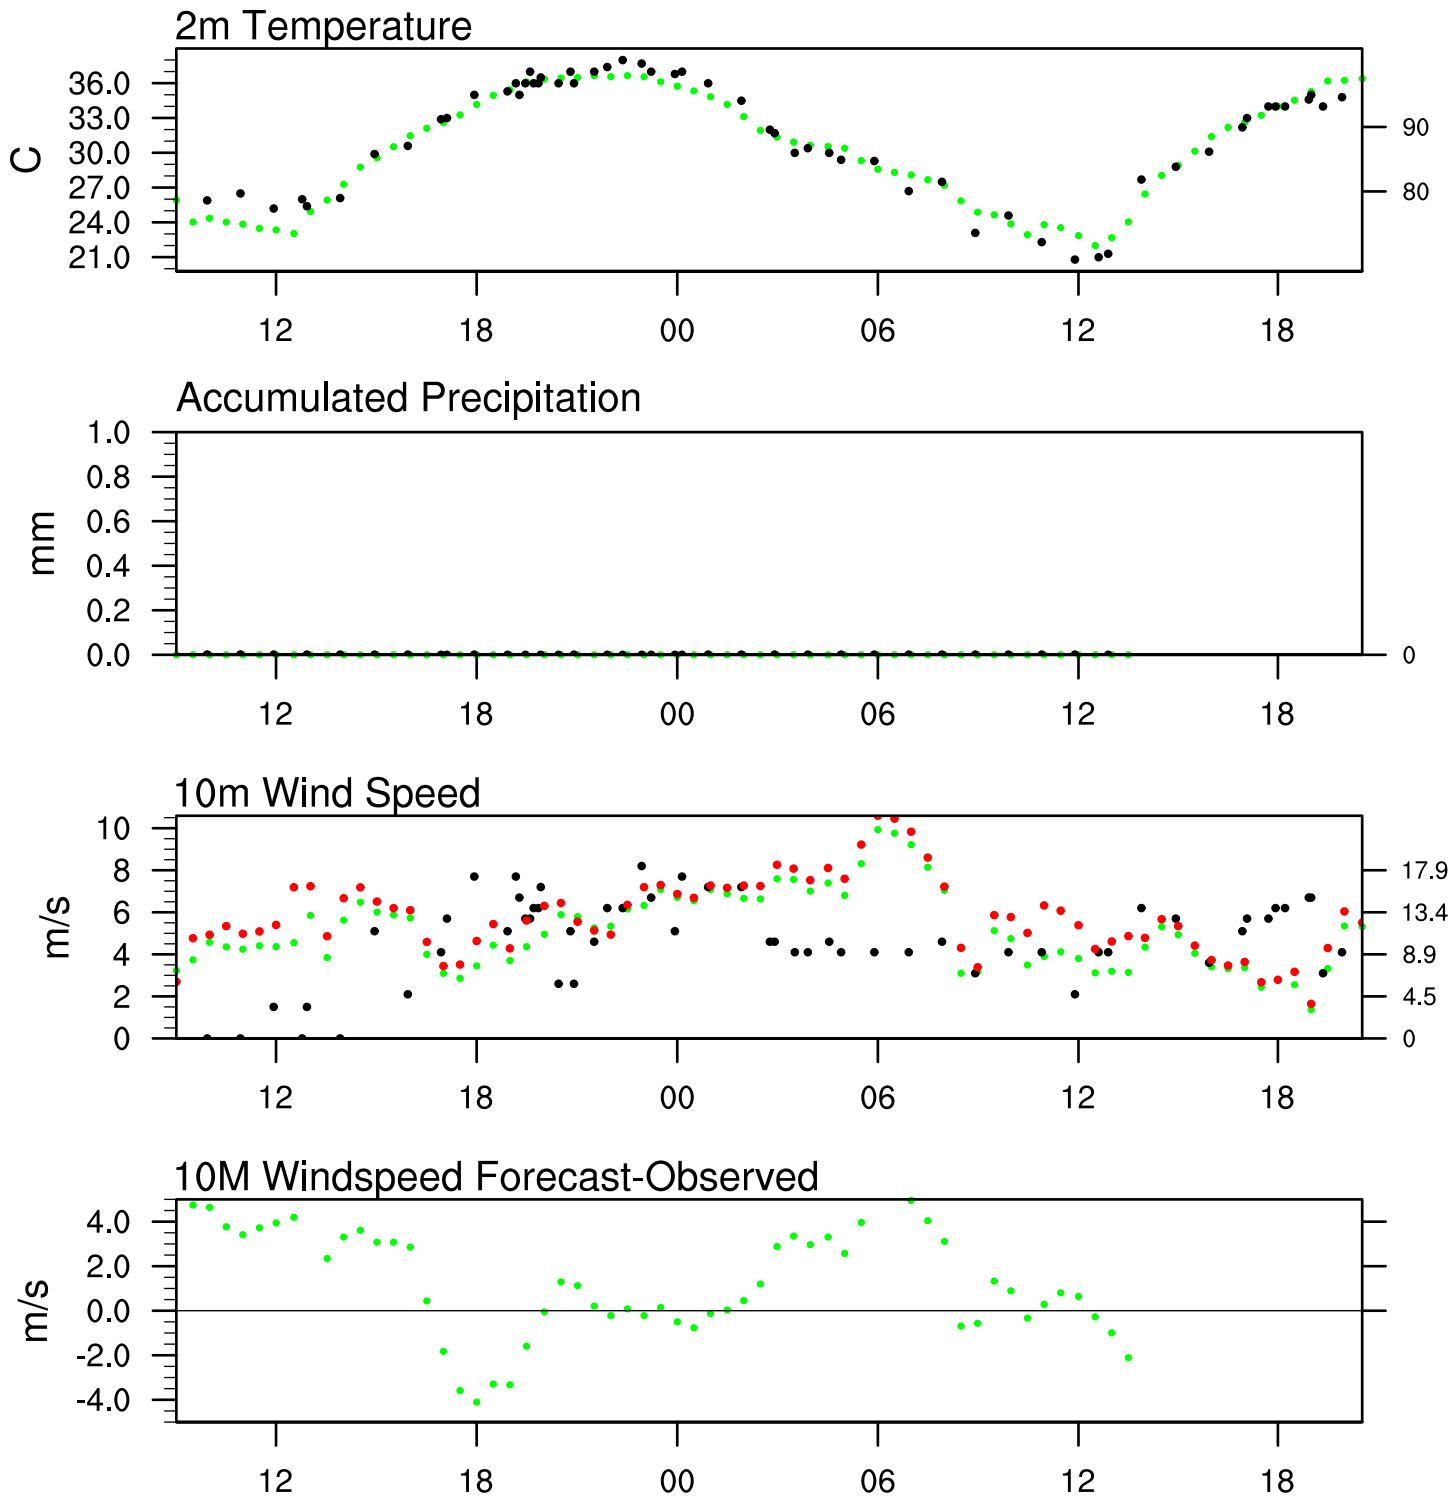 2m Temperature
36.0
33.0
30.0
27.0
24.0
21.0
C
90
80
12 18 00 06 12 18
Accumulated Precipitation
1.0
0.8
0.6
0.4
0.2
0.0
mm
0
12 18 00 06 12 18
10m Wind Speed
10
8
6
4
2
0
m/s
17.9
13.4
8.9
4.5
0
12 18 00 06 12 18
10M Windspeed Forecast-Observed
4.0
2.0
0.0
-2.0
-4.0
m/s
12 18 00 06 12 18